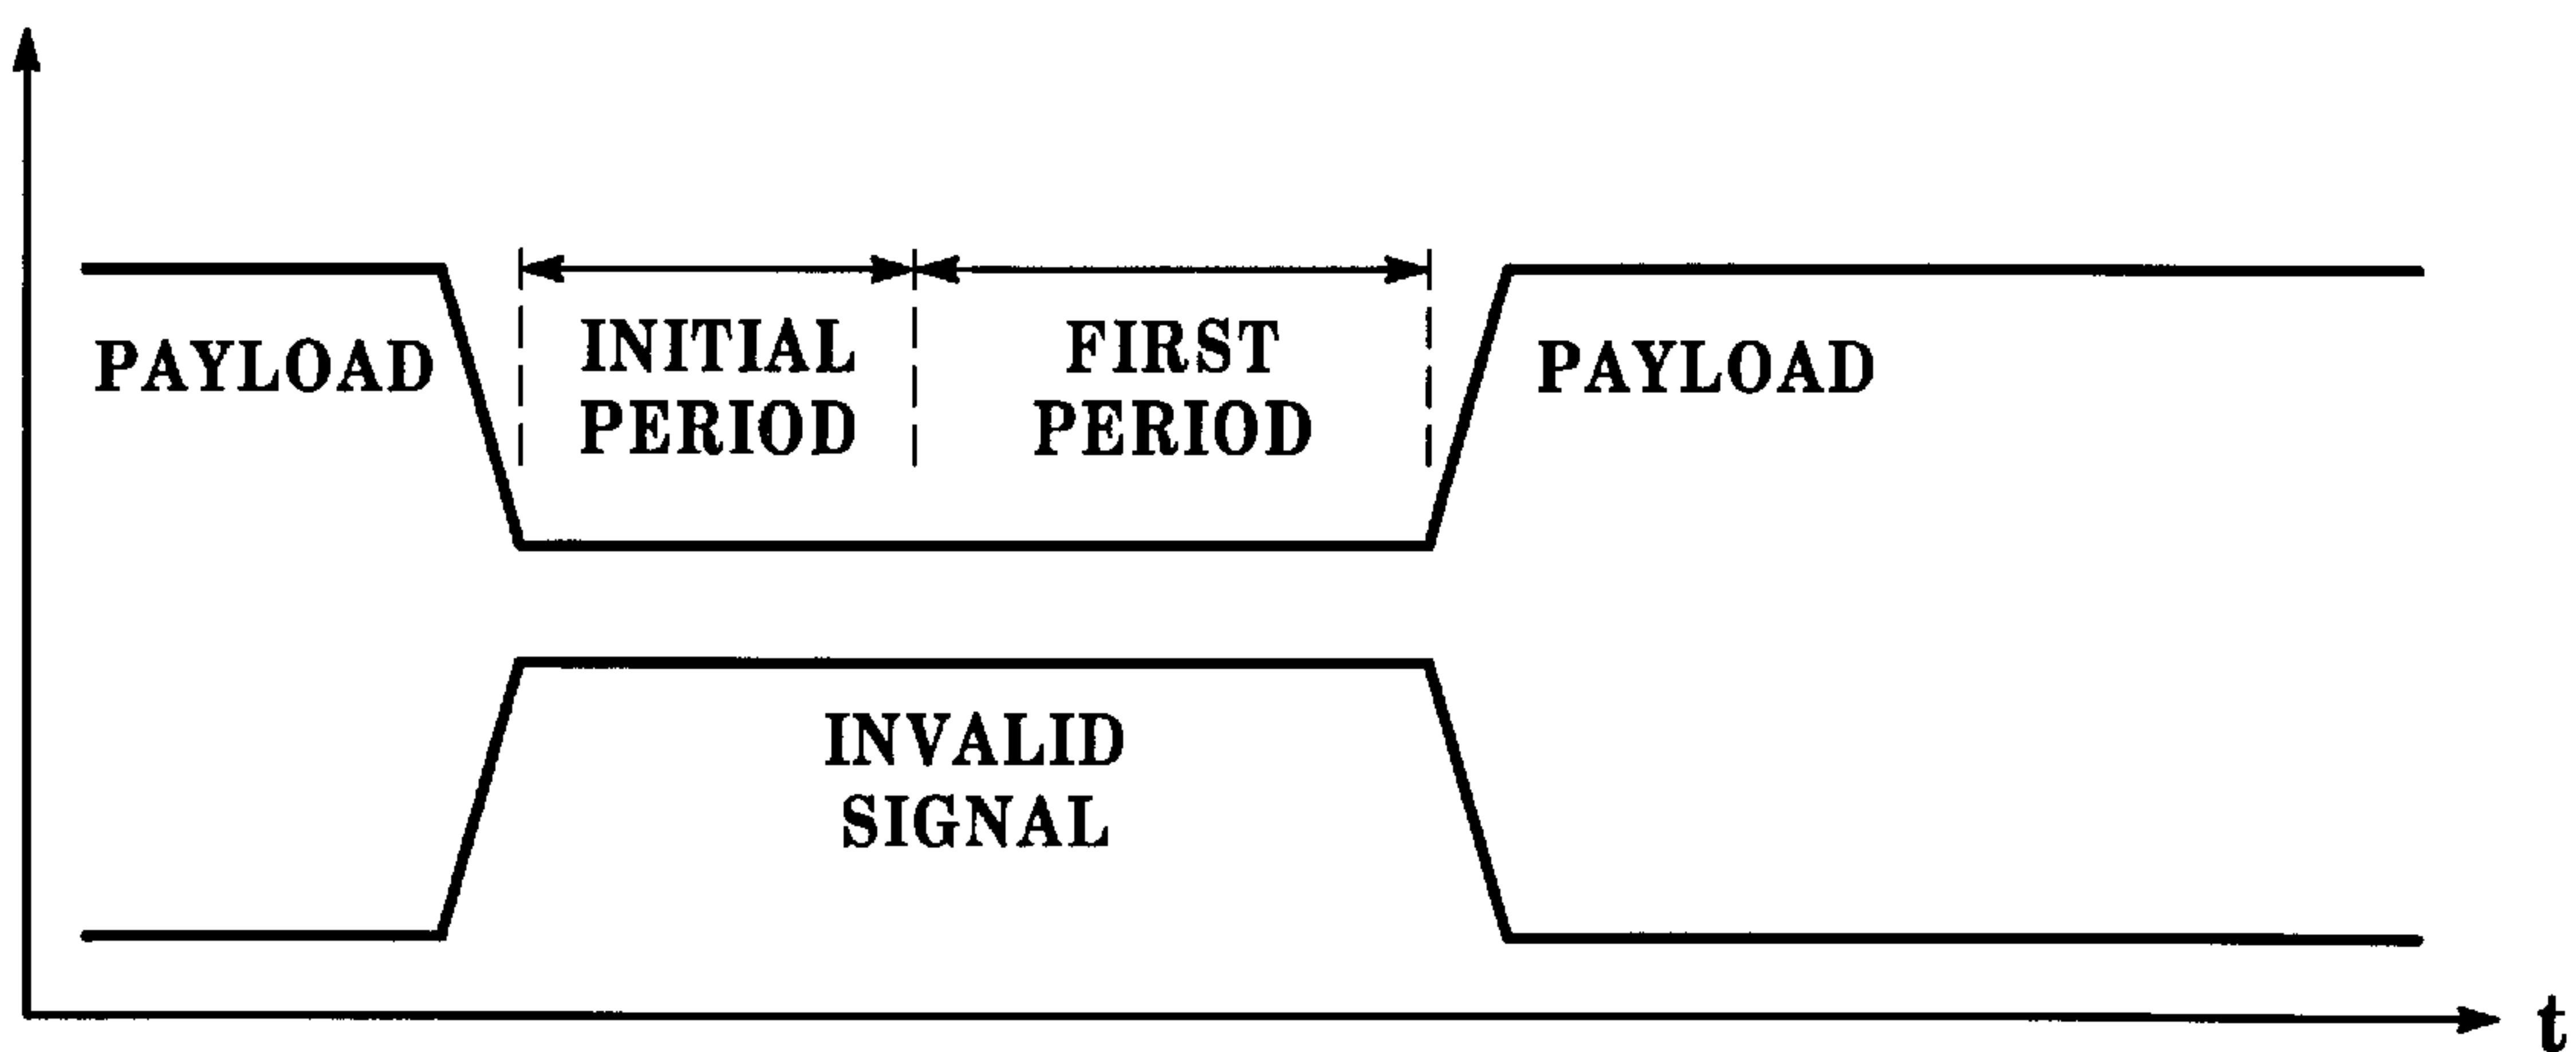 PAYLOAD
INITIAL
PERIOD
FIRST
PERIOD
PAYLOAD
INVALID
SIGNAL
t